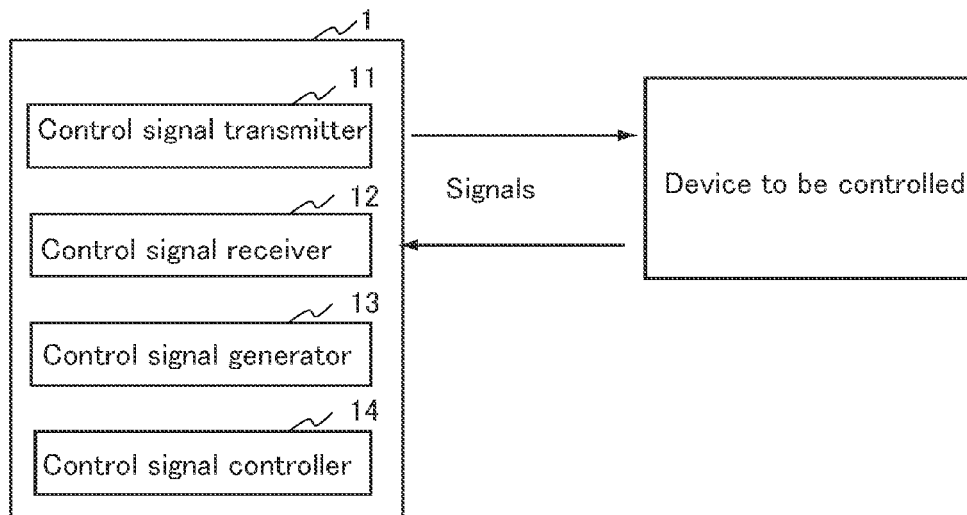 1
11
Control signal transmitter
Signals
Device to be controlled
12
Control signal receiver
13
Control signal generator
14
Control signal controller